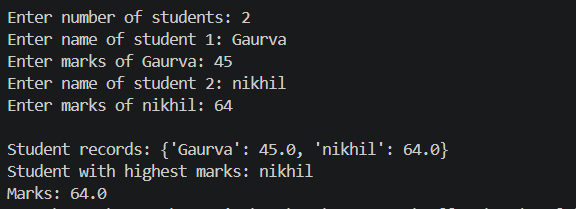 Enter number of students: 2
Enter name of student 1: Gaurva
Enter marks of Gaurva: 45
Enter name of student 2: nikhil
Enter marks of nikhil: 64
Student records: {'Gaurva': 45.0, 'nikhil': 64.0}
Student with highest marks: nikhil
Marks: 64.0